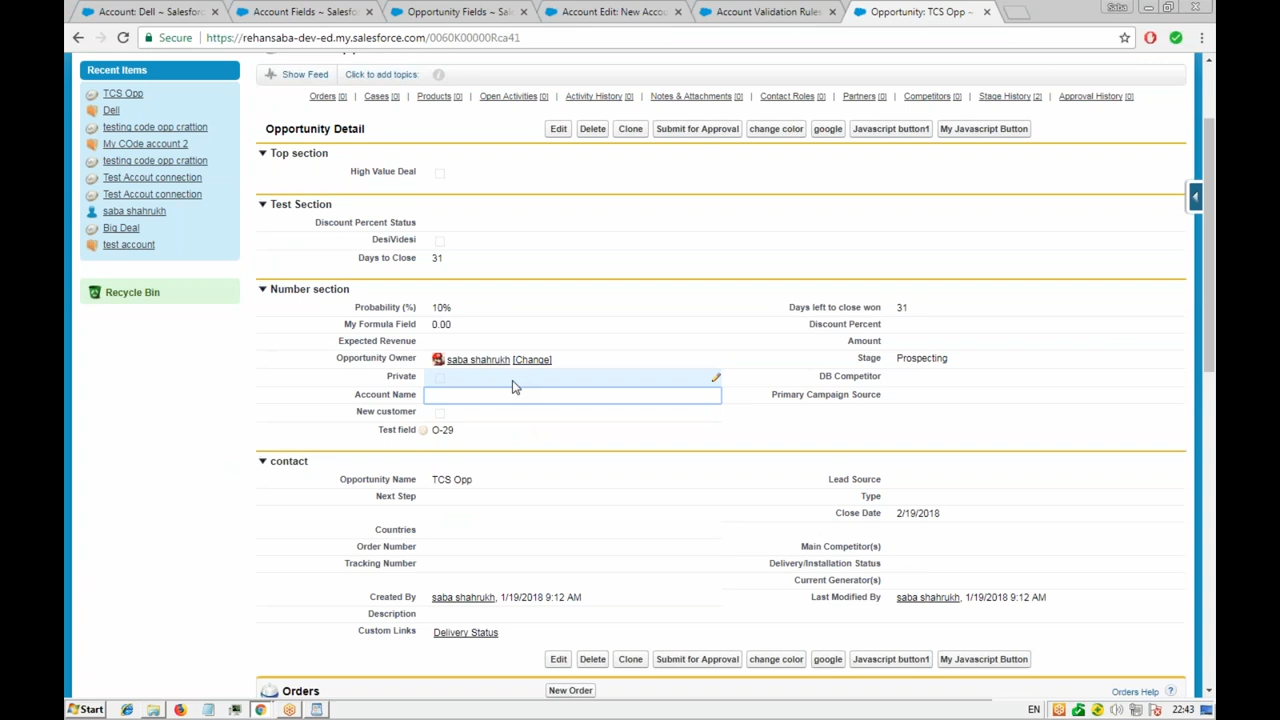 Account: Dell ~ Salesfor
Account Fields ~ Salesfo
Opportunity Fields ~ Sa
Account Edit: New Accou
Account Validation Rules
Opportunity: TCS Opp ~
Saba
Secure
https://rehansaba-dev-ed.my.salesforce.com/0060K00000Rca41
Recent Items
TCS Opp
Dell
testing code opp crattion
My COde account 2
testing code opp crattion
Test Accout connection
Test Accout connection
saba shahrukh
Big Deal
test account
Recycle Bin
Show Feed
Click to add topics:
Orders [0] | Cases [0] | Products [0] | Open Activities [0] | Activity History [0] | Notes & Attachments [0] | Contact Roles [0] | Partners [0] | Competitors [0] | Stage History [2] | Approval History [0]
Opportunity Detail
Edit Delete Clone Submit for Approval change color google Javascript button1 My Javascript Button
Top section
High Value Deal
Test Section
Discount Percent Status
DesiVidesi
Days to Close 31
Number section
Probability (%) 10% Days left to close won 31
My Formula Field 0.00 Discount Percent
Expected Revenue Amount
Opportunity Owner saba shahrukh [Change] Stage Prospecting
Private DB Competitor
Account Name Primary Campaign Source
New customer
Test field O-29
contact
Opportunity Name TCS Opp Lead Source
Next Step Type
Close Date 2/19/2018
Countries
Order Number Main Competitor(s)
Tracking Number Delivery/Installation Status
Current Generator(s)
Created By saba shahrukh, 1/19/2018 9:12 AM Last Modified By saba shahrukh, 1/19/2018 9:12 AM
Description
Custom Links Delivery Status
Edit Delete Clone Submit for Approval change color google Javascript button1 My Javascript Button
Orders
New Order
Orders Help ?
Start
EN
22:43